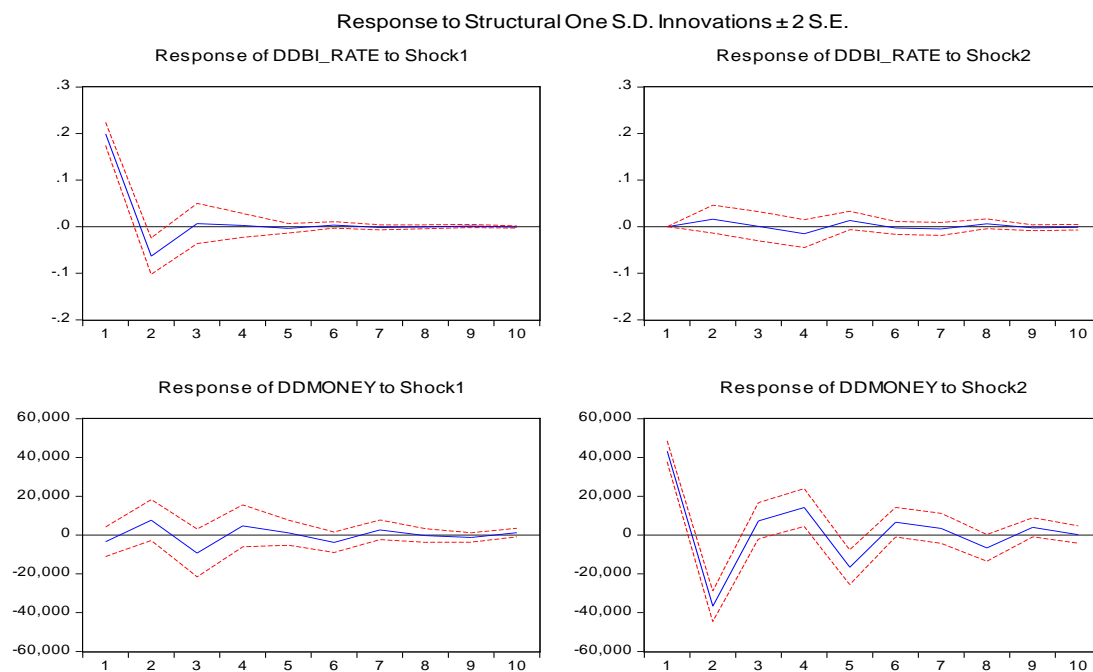 Response to Structural One S.D. Innovations ± 2 S.E.
Response of DDBI_RATE to Shock1
.3
.2
.1
.0
-.1
-.2
1 2 3 4 5 6 7 8 9 10
Response of DDBI_RATE to Shock2
.3
.2
.1
.0
-.1
-.2
1 2 3 4 5 6 7 8 9 10
Response of DDMONEY to Shock1
60,000
40,000
20,000
0
-20,000
-40,000
-60,000
1 2 3 4 5 6 7 8 9 10
Response of DDMONEY to Shock2
60,000
40,000
20,000
0
-20,000
-40,000
-60,000
1 2 3 4 5 6 7 8 9 10